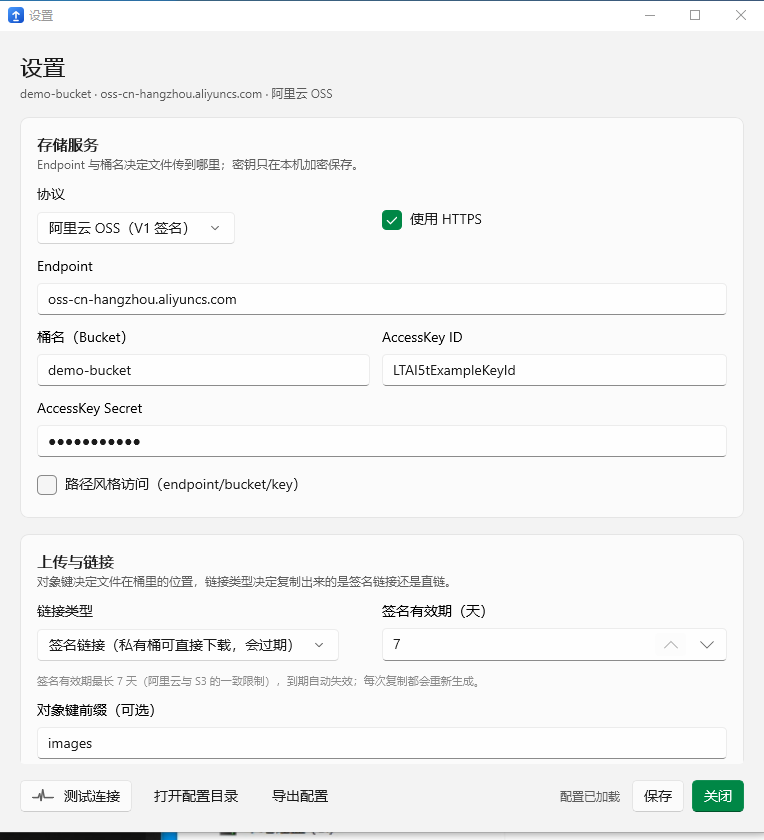 设置
设置
demo-bucket · oss-cn-hangzhou.aliyuncs.com · 阿里云 OSS
存储服务
Endpoint 与桶名决定文件传到哪里；密钥只在本机加密保存。
协议
阿里云 OSS（V1 签名）
使用 HTTPS
Endpoint
oss-cn-hangzhou.aliyuncs.com
桶名（Bucket）
AccessKey ID
demo-bucket
LTAI5tExampleKeyId
AccessKey Secret
●●●●●●●●●●●
路径风格访问（endpoint/bucket/key）
上传与链接
对象键决定文件在桶里的位置，链接类型决定复制出来的是签名链接还是直链。
链接类型
签名有效期（天）
签名链接（私有桶可直接下载，会过期）
7
签名有效期最长 7 天（阿里云与 S3 的一致限制），到期自动失效；每次复制都会重新生成。
对象键前缀（可选）
images
测试连接
打开配置目录
导出配置
配置已加载
保存
关闭